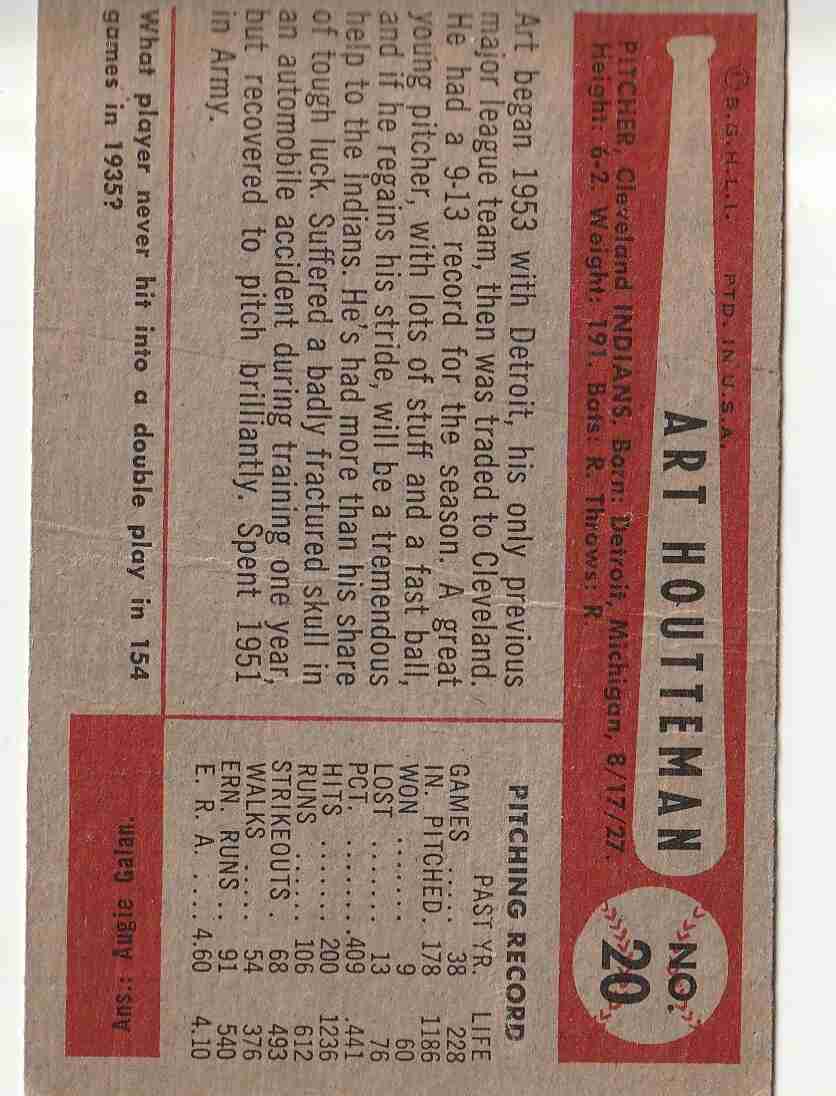 © B.G.H.L.I. PTD. IN U.S.A.
ART HOUTTEMAN
NO.
20
PITCHER, Cleveland INDIANS. Born: Detroit, Michigan, 8/17/27.
Height: 6-2. Weight: 191. Bats: R. Throws: R
Art began 1953 with Detroit, his only previous
major league team, then was traded to Cleveland.
He had a 9-13 record for the season. A great
young pitcher, with lots of stuff and a fast ball,
and if he regains his stride, will be a tremendous
help to the Indians. He's had more than his share
of tough luck. Suffered a badly fractured skull in
an automobile accident during training one year,
but recovered to pitch brilliantly. Spent 1951
in Army.
PITCHING RECORD
PAST YR. LIFE
GAMES ..... 38 228
IN. PITCHED. 178 1186
WON ....... 9 60
LOST ...... 13 76
PCT. ....... .409 .441
HITS ...... 200 1236
RUNS ...... 106 612
STRIKEOUTS . 68 493
WALKS ..... 54 376
ERN. RUNS .. 91 540
E. R. A. .... 4.60 4.10
What player never hit into a double play in 154
games in 1935?
Ans.: Augie Galan.